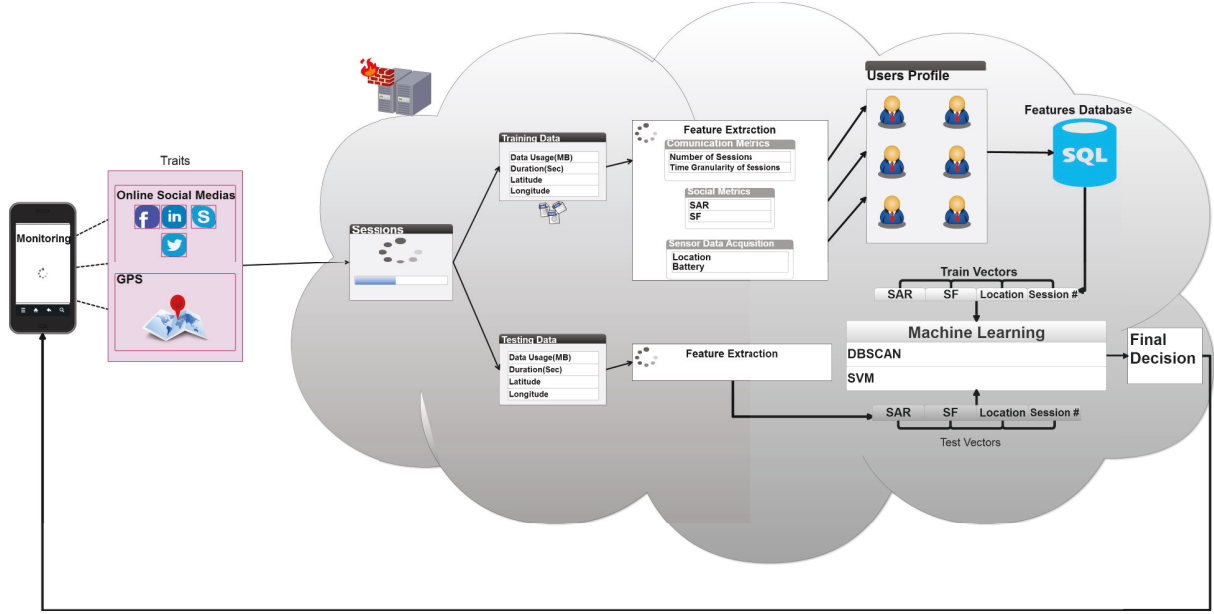 Traits
Online Social Medias
f
in
S
Monitoring
GPS
Sessions
Training Data
Data Usage(MB)
Duration(Sec)
Latitude
Longitude
Testing Data
Data Usage(MB)
Duration(Sec)
Latitude
Longitude
Feature Extrction
Comunication Metrics
Number of Sessions
Time Granularity of Sessions
Social Metrics
SAR
SF
Sensor Data Acquisition
Location
Battery
Feature Extraction
Users Profile
Features Database
SQL
Train Vectors
SAR SF Location Session #
Machine Learning
DBSCAN
SVM
SAR SF Location Session #
Test Vectors
Final
Decision